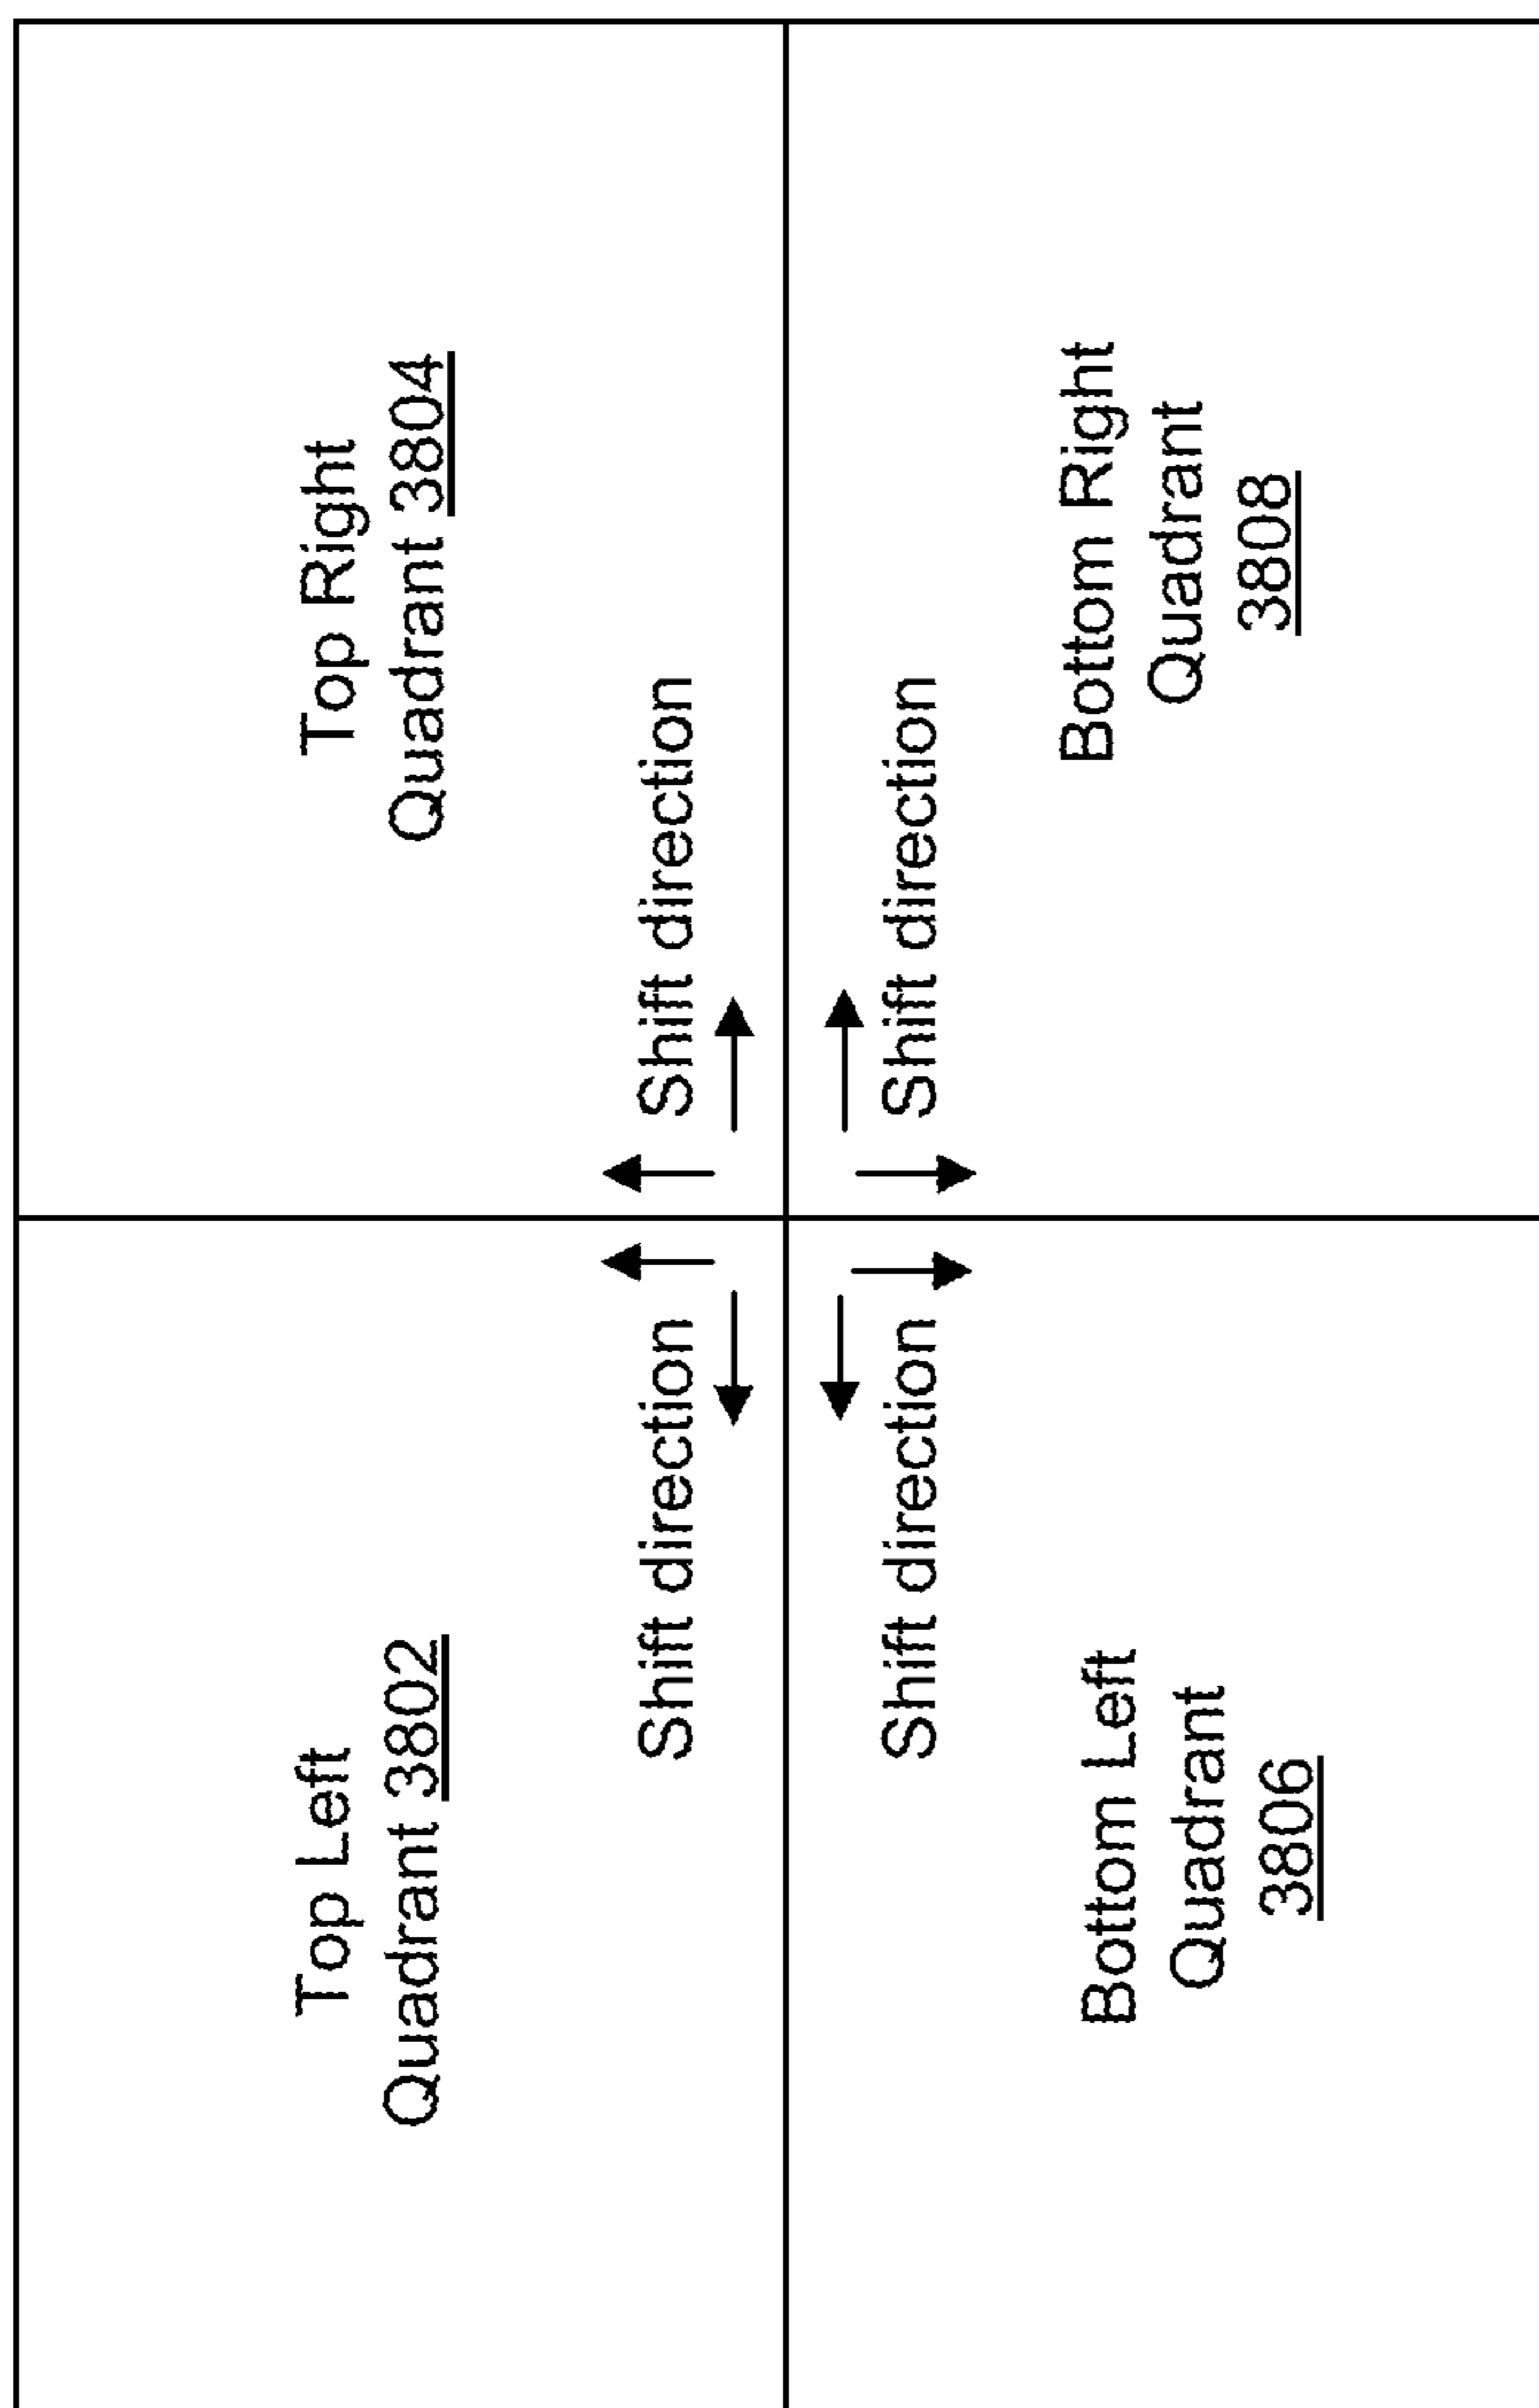 Top Left
Quadrant 3802
Shift direction
Top Right
Quadrant 3804
Shift direction
Shift direction
Bottom Left
Quadrant
3806
Shift direction
Bottom Right
Quadrant
3808